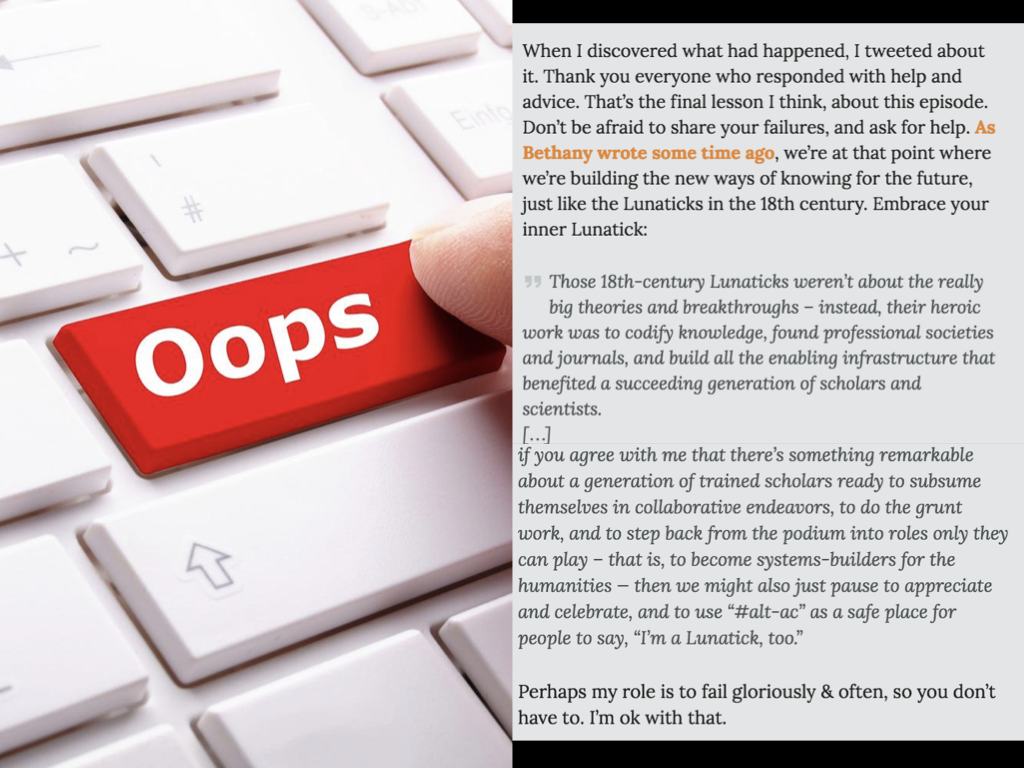 S-Abf
Einfg
!
#
+
~
Oops
When I discovered what had happened, I tweeted about
it. Thank you everyone who responded with help and
advice. That’s the final lesson I think, about this episode.
Don’t be afraid to share your failures, and ask for help. As
Bethany wrote some time ago, we’re at that point where
we’re building the new ways of knowing for the future,
just like the Lunaticks in the 18th century. Embrace your
inner Lunatick:
” Those 18th-century Lunaticks weren’t about the really
big theories and breakthroughs – instead, their heroic
work was to codify knowledge, found professional societies
and journals, and build all the enabling infrastructure that
benefited a succeeding generation of scholars and
scientists.
[…]
if you agree with me that there’s something remarkable
about a generation of trained scholars ready to subsume
themselves in collaborative endeavors, to do the grunt
work, and to step back from the podium into roles only they
can play – that is, to become systems-builders for the
humanities — then we might also just pause to appreciate
and celebrate, and to use “#alt-ac” as a safe place for
people to say, “I’m a Lunatick, too.”
Perhaps my role is to fail gloriously & often, so you don’t
have to. I’m ok with that.